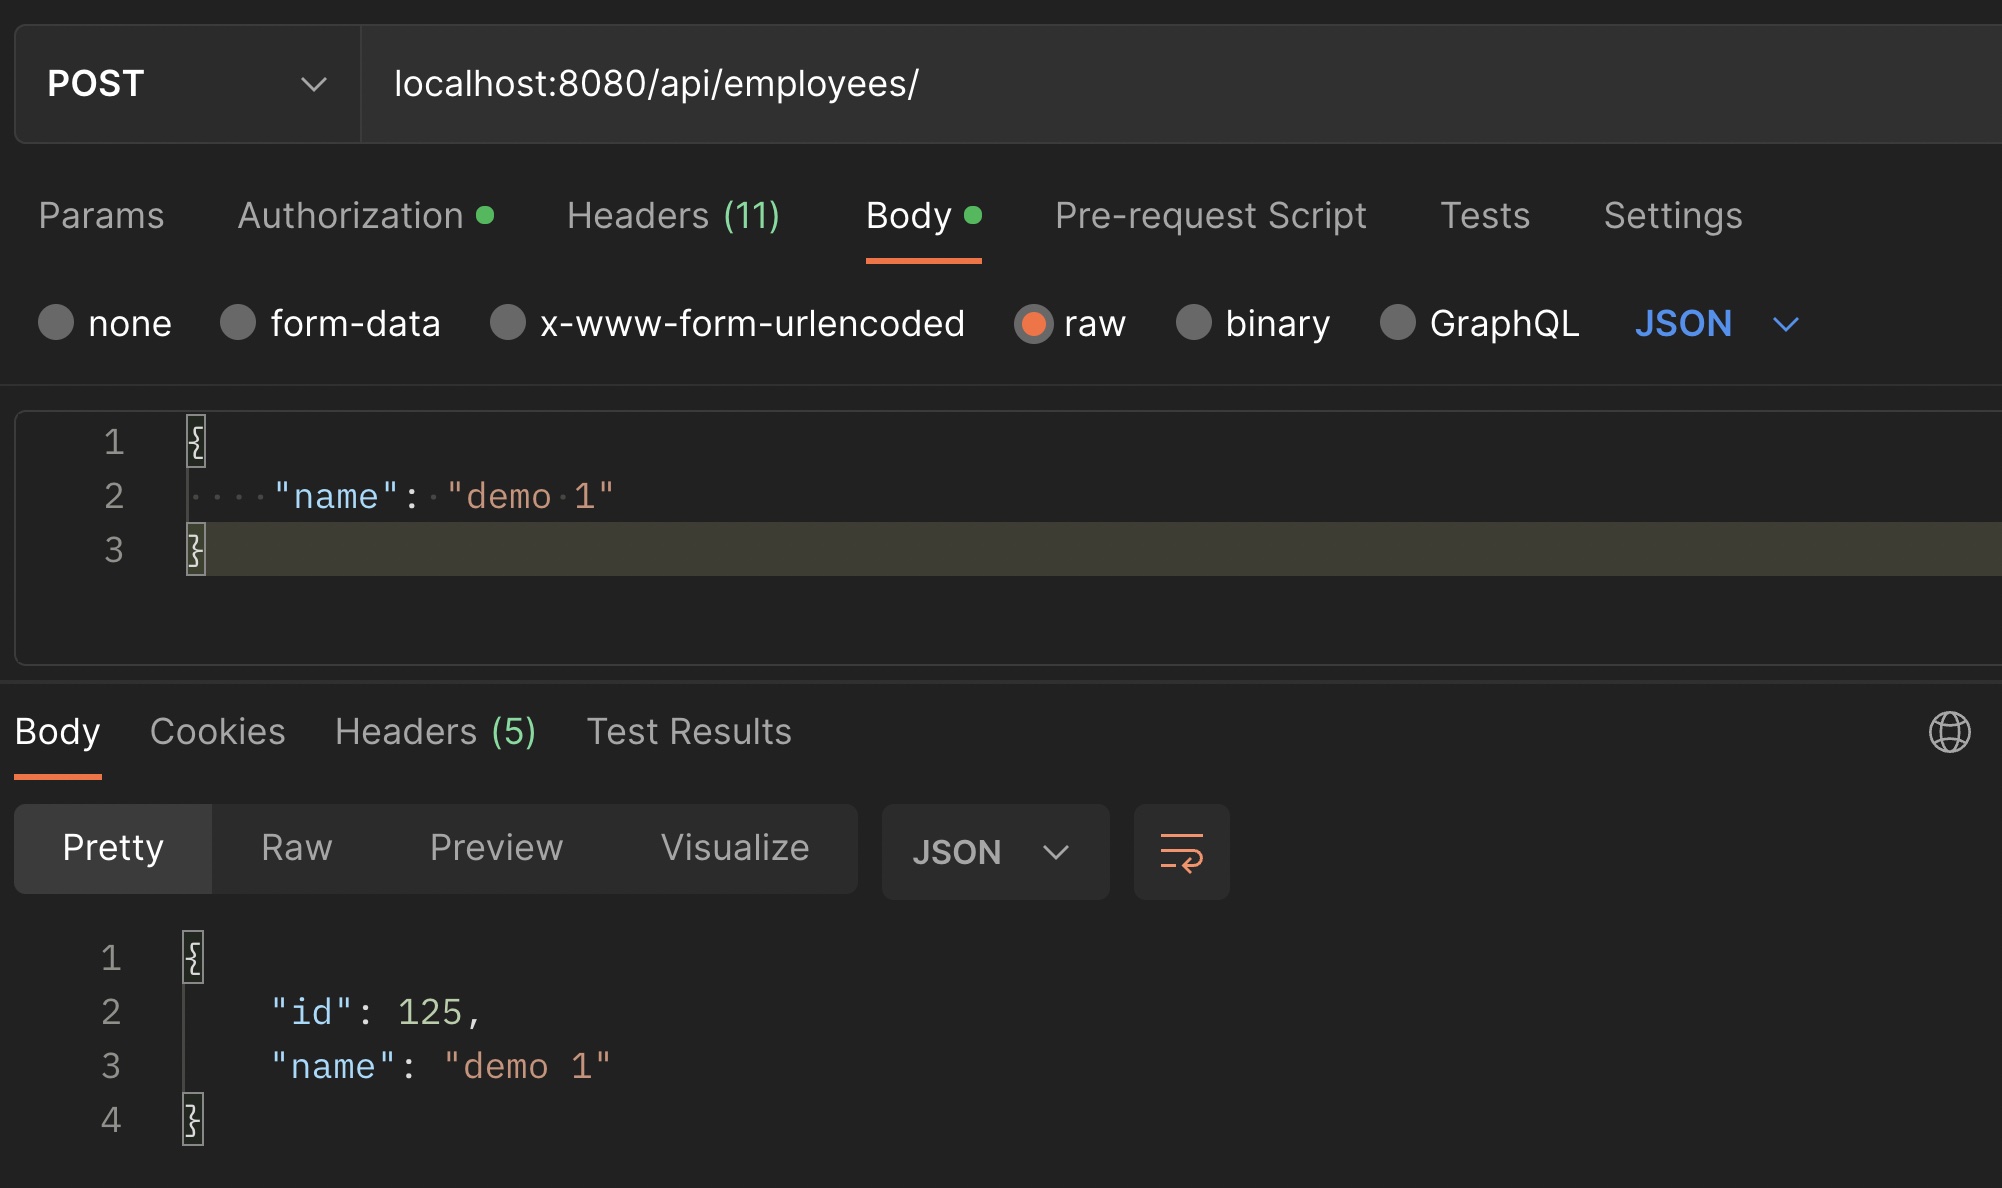 POST localhost:8080/api/employees/
Params Authorization Headers (11) Body Pre-request Script Tests Settings
none form-data x-www-form-urlencoded raw binary GraphQL JSON
1 {
2 "name": "demo 1"
3 }
Body Cookies Headers (5) Test Results
Pretty Raw Preview Visualize JSON
1 {
2 "id": 125,
3 "name": "demo 1"
4 }